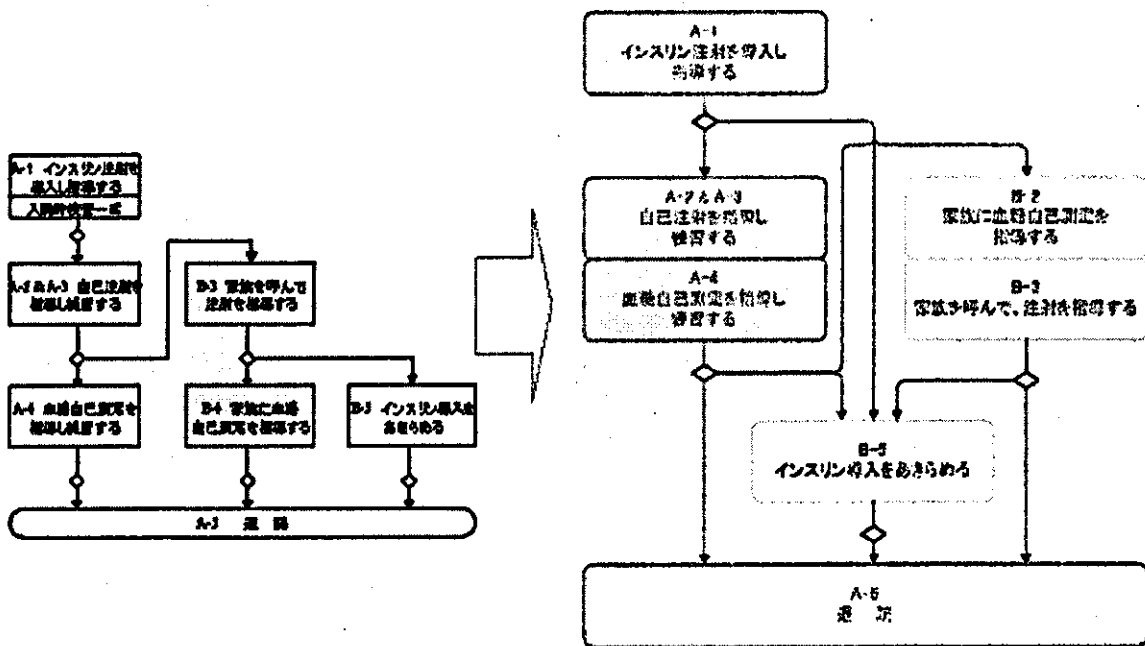 A-1 インスリン注射を
導入し指導する
入院時検査一式
A-2&A-3 自己注射を
指導し練習する
B-3 家族を呼んで
注射を指導する
A-4 血糖自己測定を
指導し練習する
B-4 家族に血糖
自己測定を指導する
B-5 インスリン導入を
あきらめる
退 院
A-1
インスリン注射を導入し
指導する
A-2&A-3
自己注射を指導し
練習する
A-4
血糖自己測定を指導し
練習する
B-2
家族に血糖自己測定を
指導する
B-3
家族を呼んで、注射を指導する
B-5
インスリン導入をあきらめる
A-5
退 院